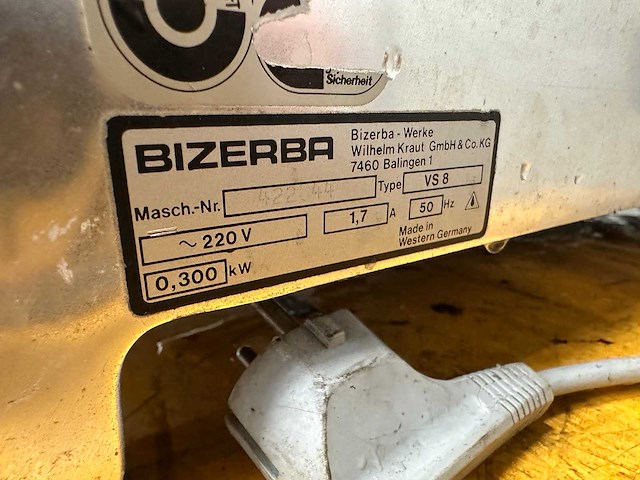 Sicherheit
BIZERBA
Bizerba - Werke
Wilhelm Kraut GmbH & Co. KG
7460 Balingen 1
Masch.-Nr. Type VS 8
~ 220 V 1,7 A 50 Hz
0,300 kW
Made in
Western Germany